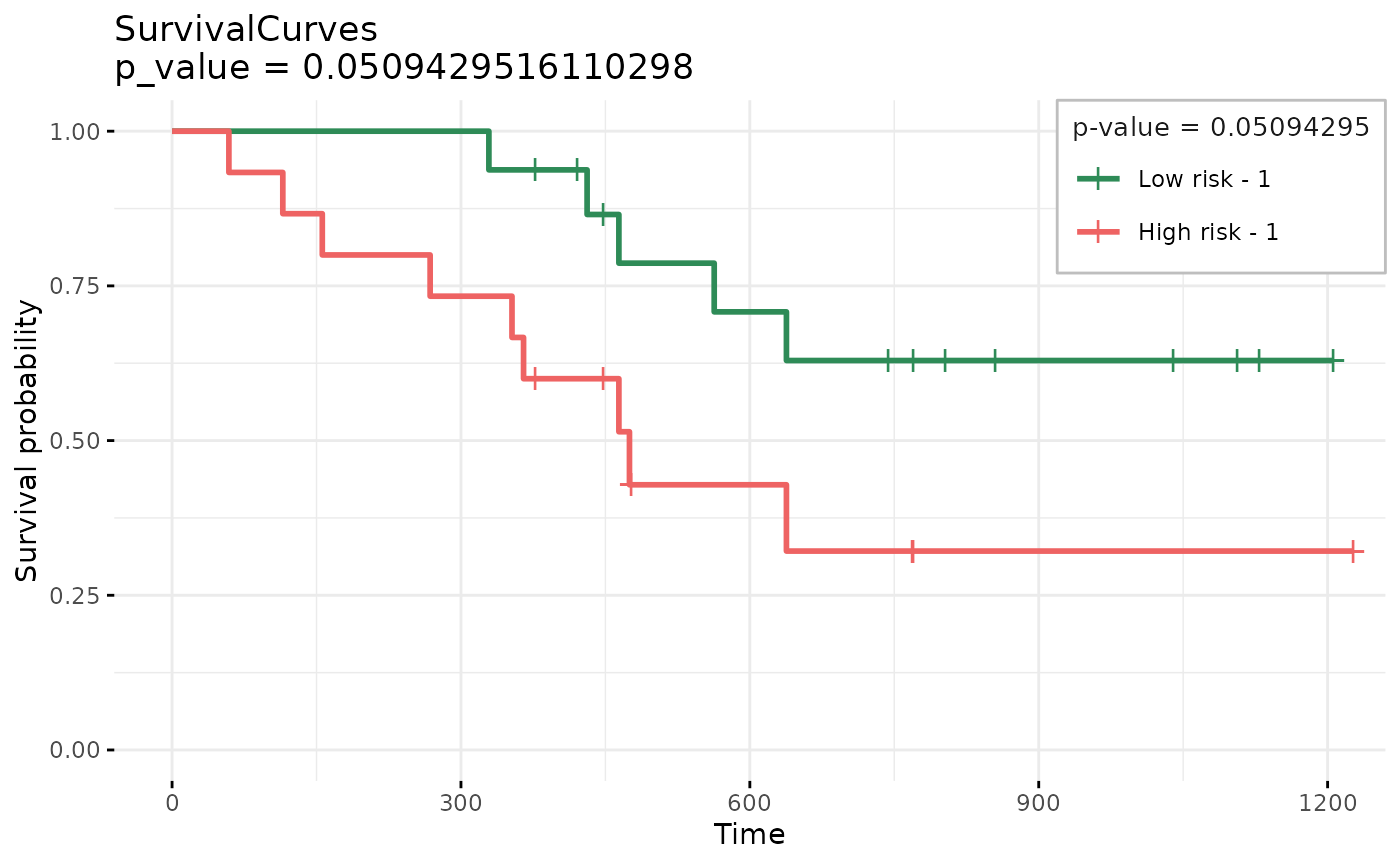 SurvivalCurves
p_value = 0.0509429516110298
p-value = 0.05094295
Low risk - 1
High risk - 1
Survival probability
1.00
0.75
0.50
0.25
0.00
0
300
600
900
1200
Time